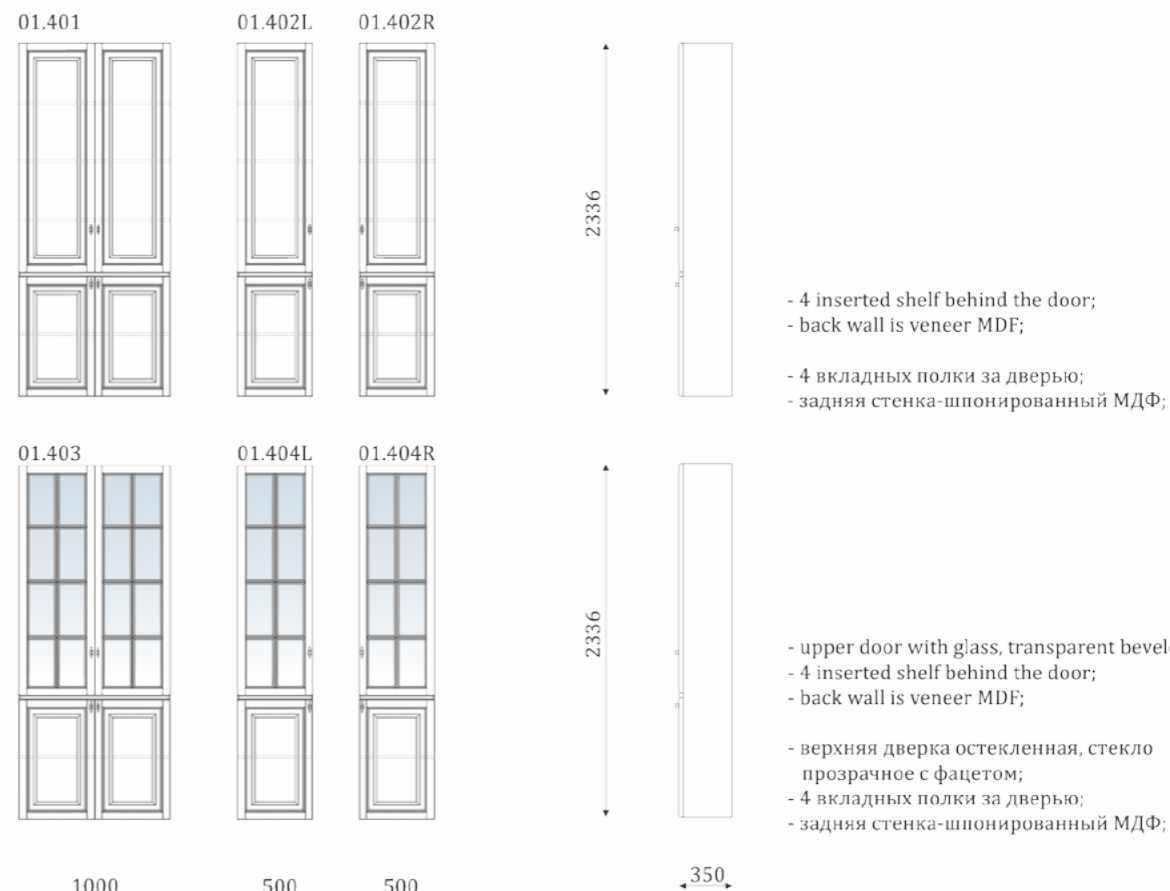 01.401 01.402L 01.402R
2336
- 4 inserted shelf behind the door;
- back wall is veneer MDF;
- 4 вкладных полки за дверью;
- задняя стенка-шпонированный МДФ;
01.403 01.404L 01.404R
2336
- upper door with glass, transparent bevele
- 4 inserted shelf behind the door;
- back wall is veneer MDF;
- верхняя дверка остекленная, стекло
прозрачное с фацетом;
- 4 вкладных полки за дверью;
- задняя стенка-шпонированный МДФ;
1000 500 500 350